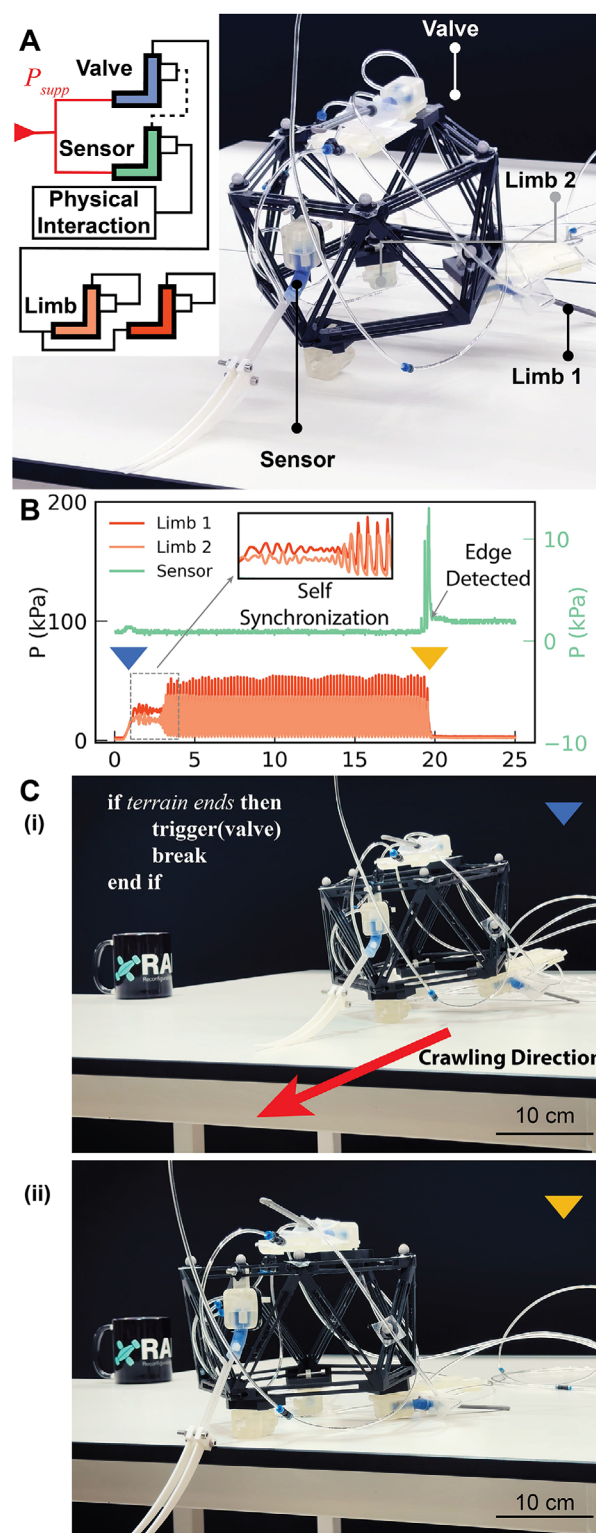 A
Valve
P_supp
Sensor
Physical
Interaction
Limb
Valve
Limb 2
Limb 1
Sensor
B
200
100
0
P (kPa)
Limb 1
Limb 2
Sensor
Self
Synchronization
Edge
Detected
10
0
−10
P (kPa)
0
5
10
15
20
25
C
(i)
if terrain ends then
trigger(valve)
break
end if
RA
Crawling Direction
10 cm
(ii)
RA
10 cm